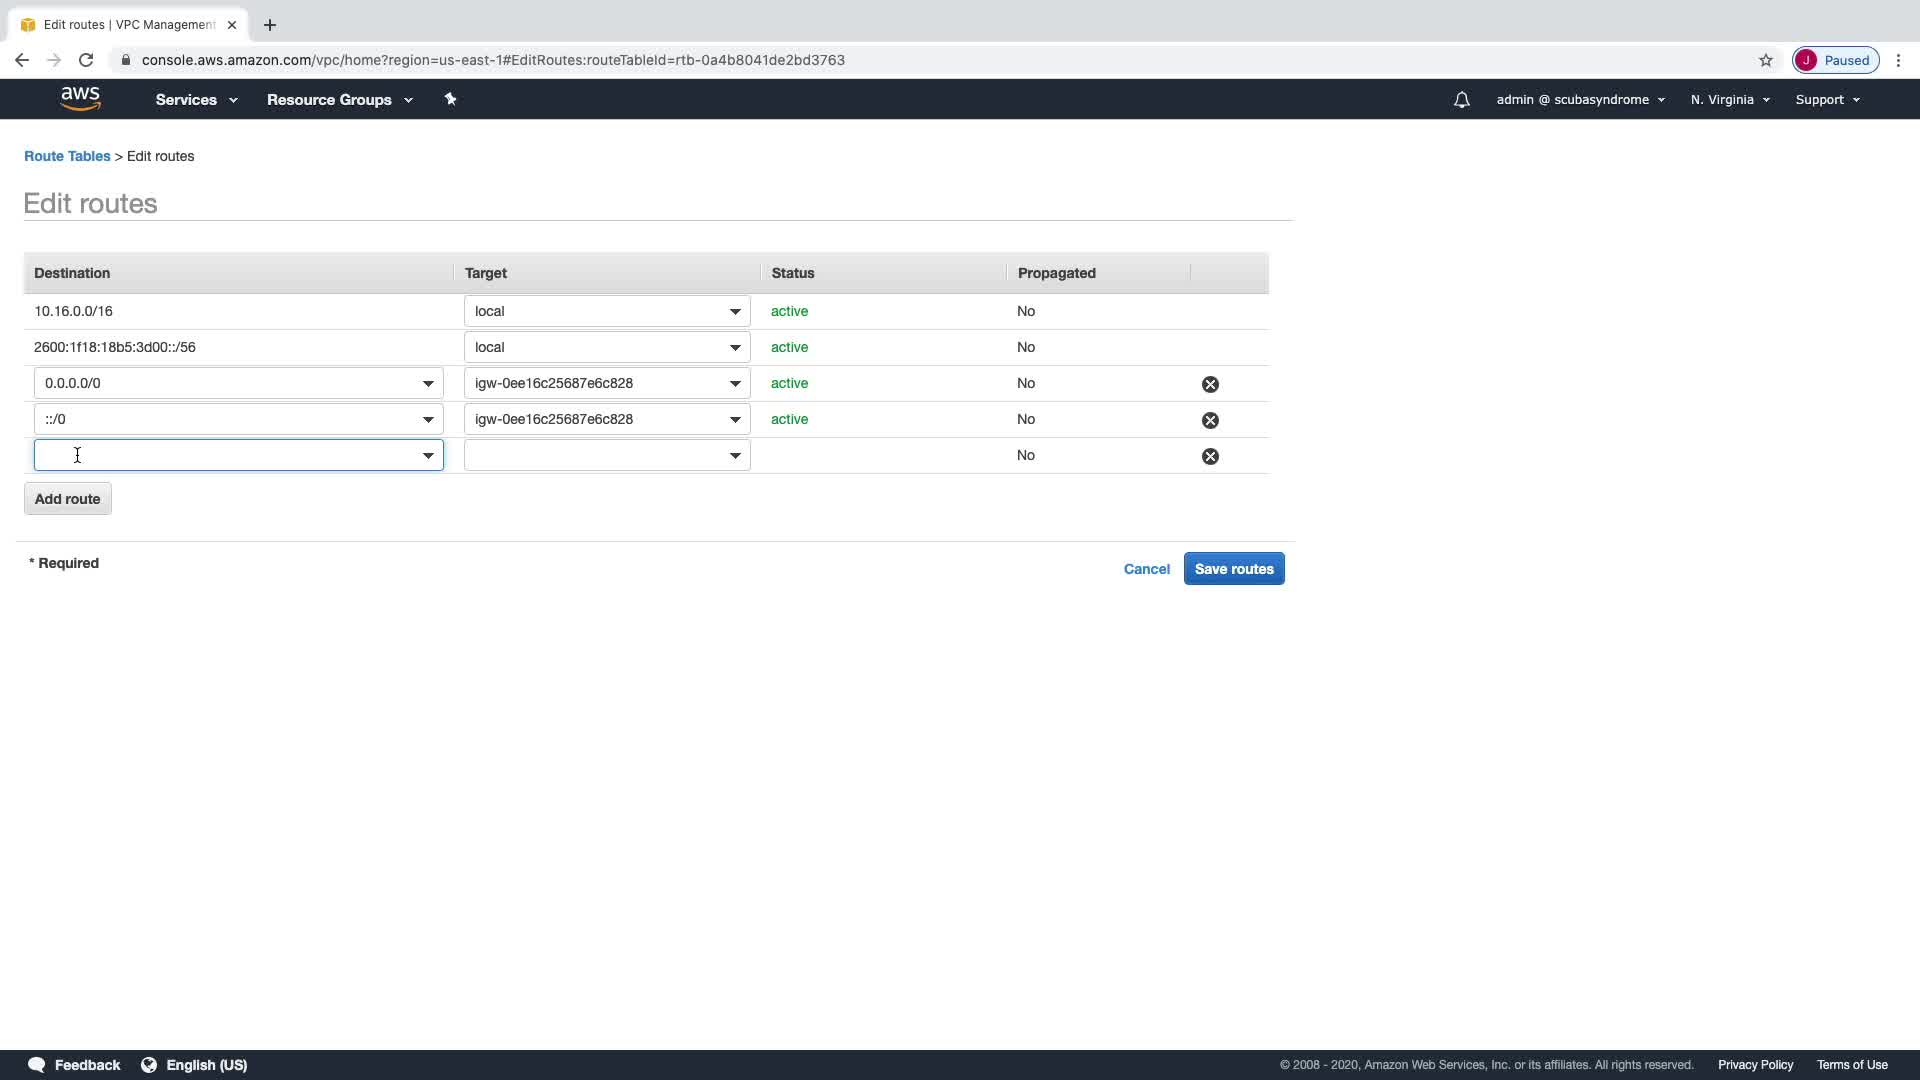 Edit routes | VPC Management
console.aws.amazon.com/vpc/home?region=us-east-1#EditRoutes:routeTableId=rtb-0a4b8041de2bd3763
J Paused
aws Services Resource Groups admin @ scubasyndrome N. Virginia Support
Route Tables > Edit routes
Edit routes
Destination Target Status Propagated
10.16.0.0/16 local active No
2600:1f18:18b5:3d00::/56 local active No
0.0.0.0/0 igw-0ee16c25687e6c828 active No
::/0 igw-0ee16c25687e6c828 active No
No
Add route
* Required
Cancel Save routes
Feedback English (US) © 2008 - 2020, Amazon Web Services, Inc. or its affiliates. All rights reserved. Privacy Policy Terms of Use